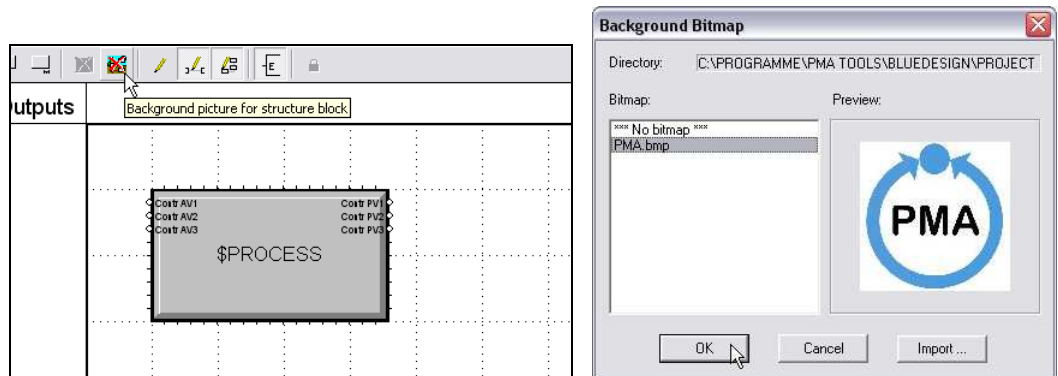 utputs
Background picture for structure block
Contr AV1
Contr AV2
Contr AV3
Contr PV1
Contr PV2
Contr PV3
$PROCESS
E
Background Bitmap
Directory: C:\PROGRAMME\PMA TOOLS\BLUEDESIGN\PROJECT
Bitmap:
*** No bitmap ***
PMA.bmp
Preview:
PMA
OK
Cancel
Import ...